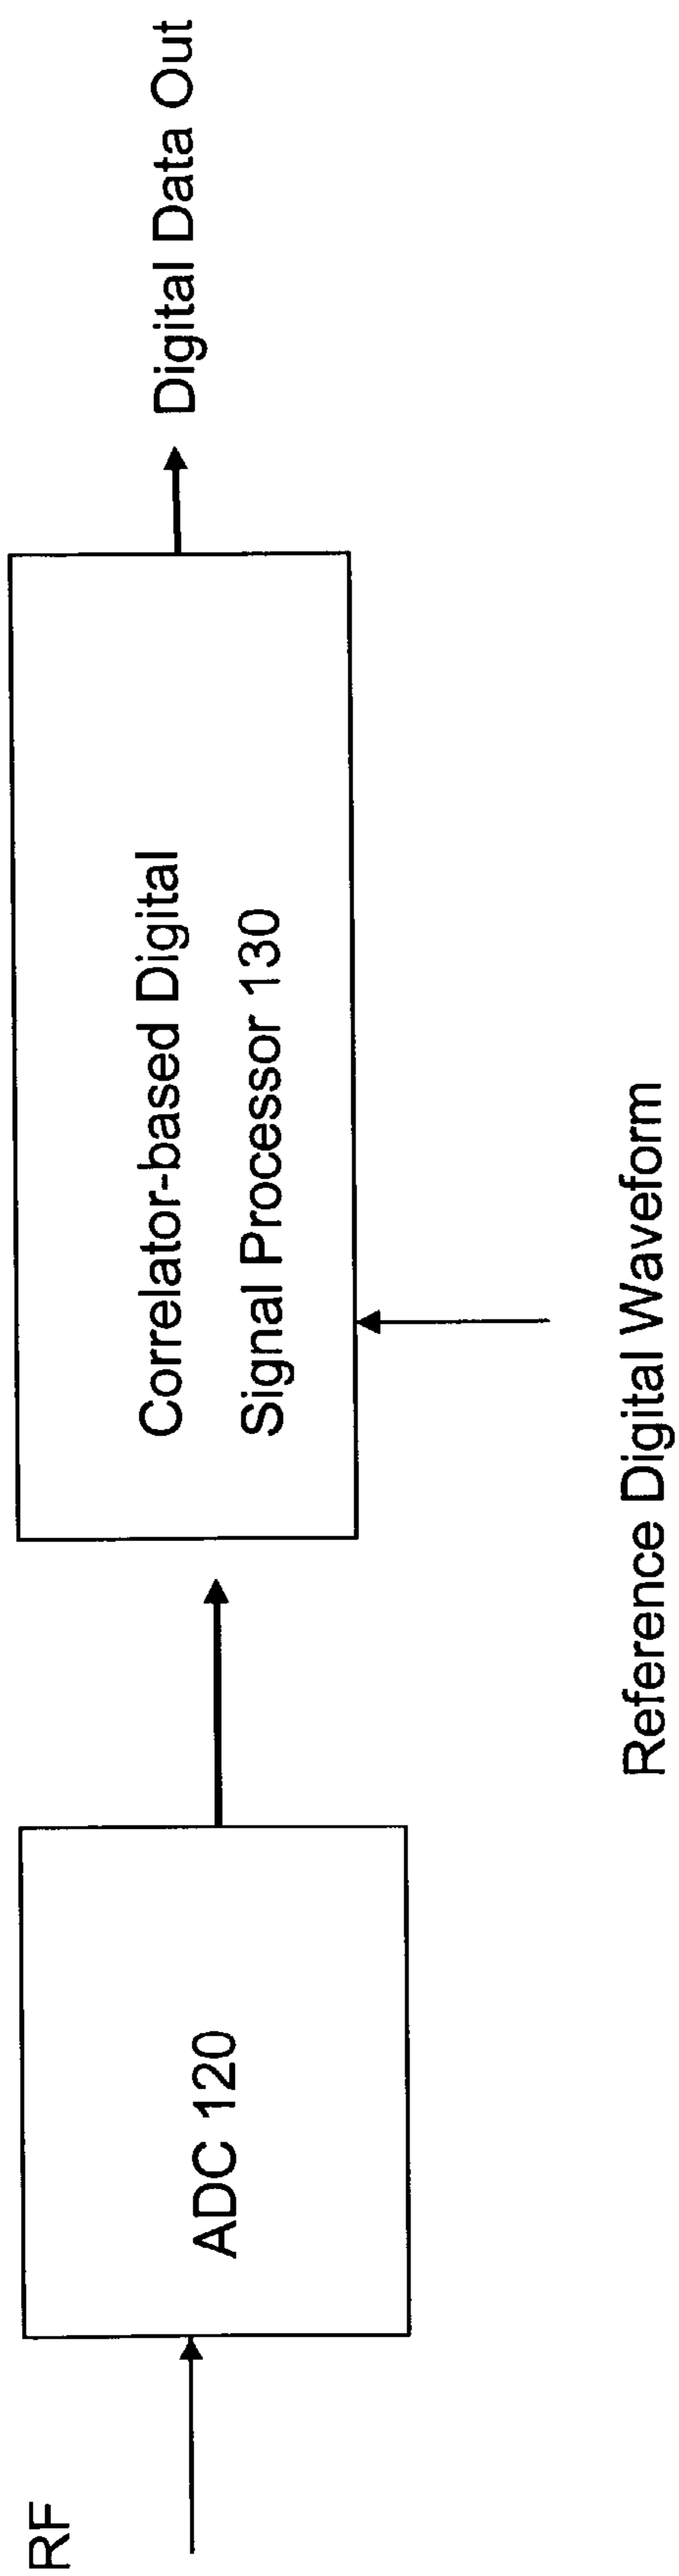 RF
ADC 120
Correlator-based Digital
Signal Processor 130
Digital Data Out
Reference Digital Waveform